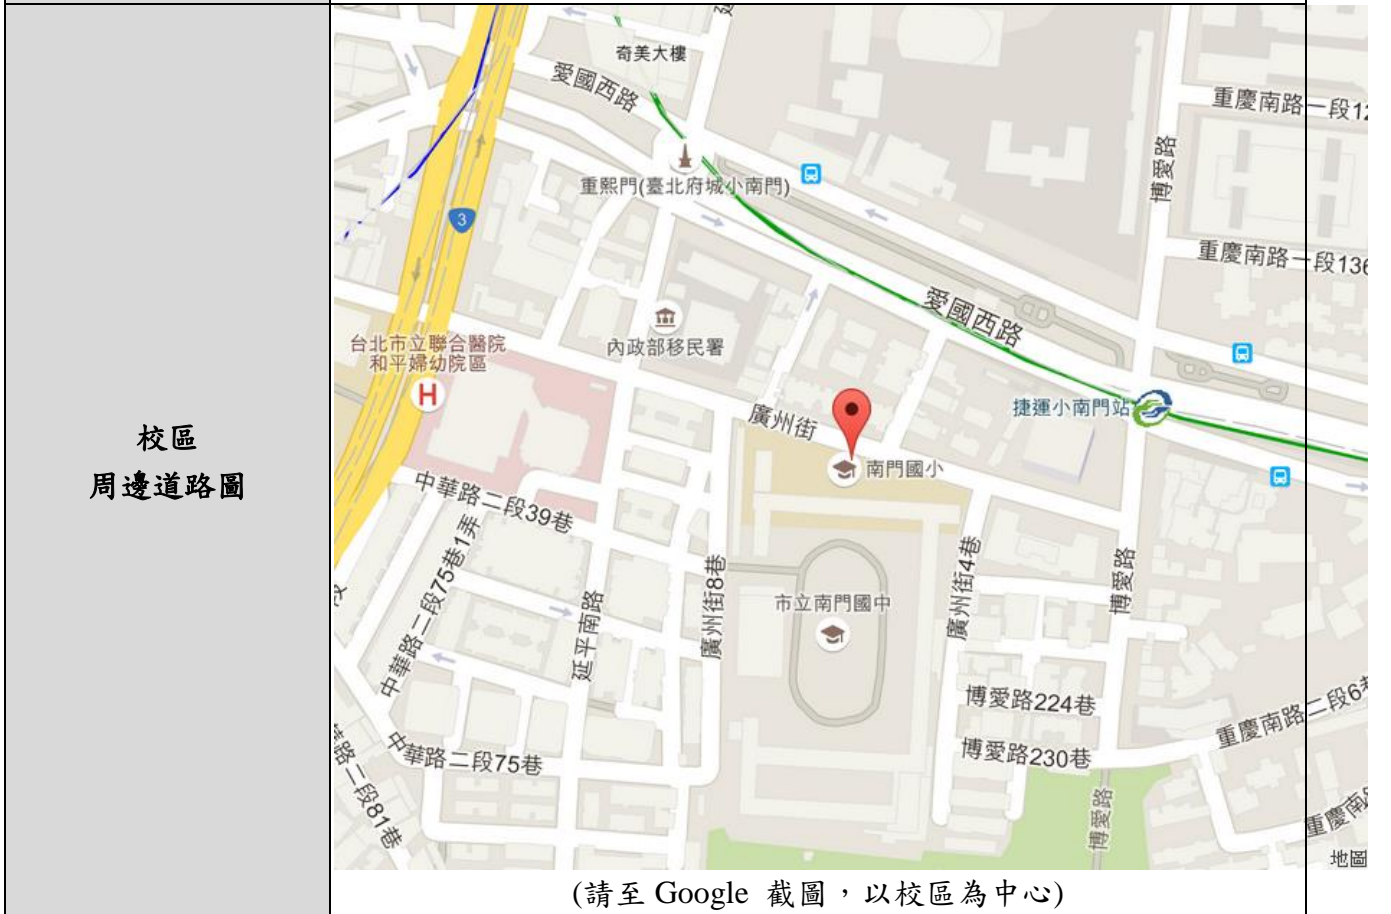 校區
周邊道路圖
奇美大樓
愛國西路
重慶南路一段12
博愛路
重熙門(臺北府城小南門)
3
重慶南路一段136
愛國西路
內政部移民署
台北市立聯合醫院
和平婦幼院區
H
捷運小南門站
廣州街
南門國小
中華路二段39巷
中華路二段75巷1弄
廣州街8巷
廣州街4巷
博愛路
延平南路
市立南門國中
博愛路224巷
重慶南路二段6巷
中華路二段75巷
博愛路230巷
華路二段81巷
博愛路
重慶南路
地圖
(請至 Google 截圖，以校區為中心)